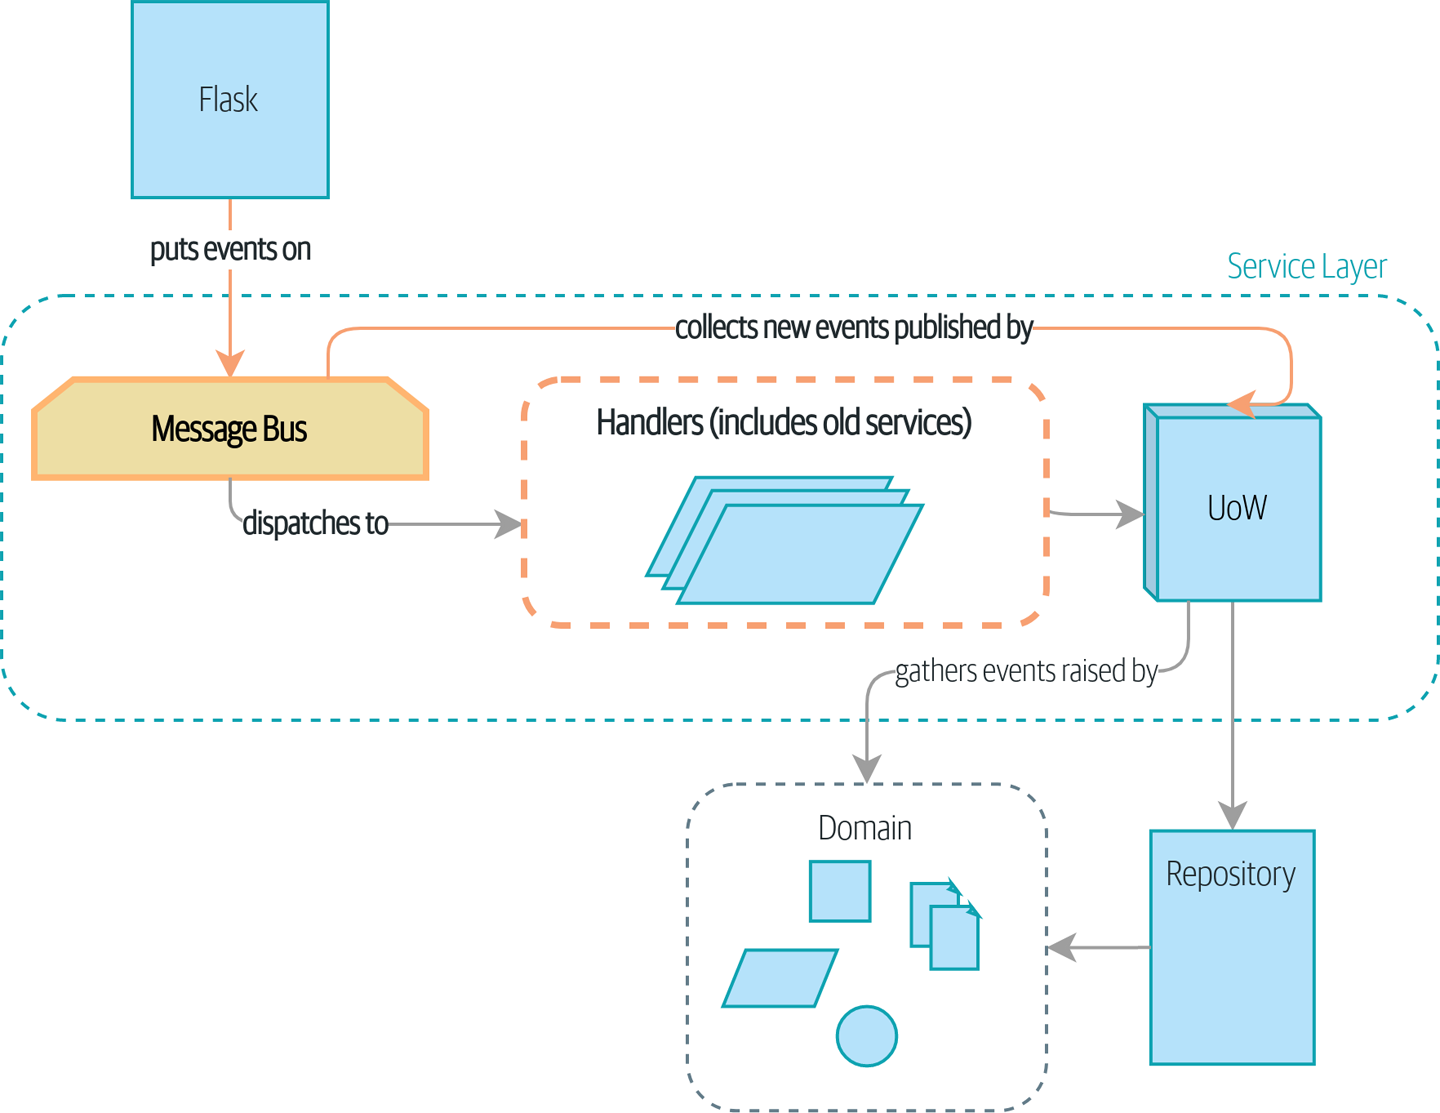 Flask
puts events on
Service Layer
collects new events published by
Message Bus
Handlers (includes old services)
dispatches to
UoW
gathers events raised by
Domain
Repository